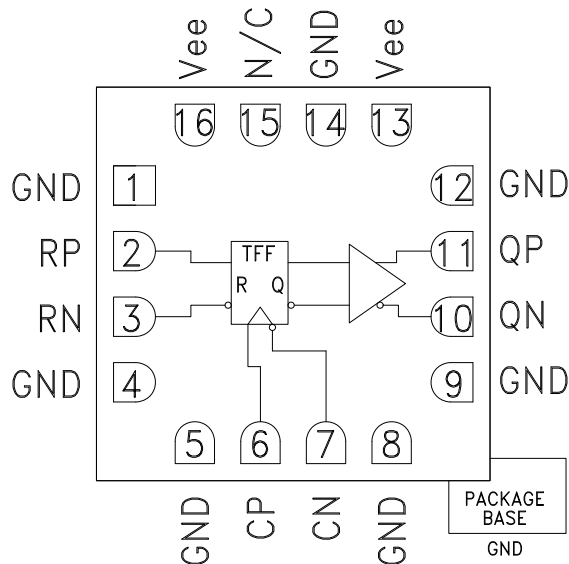 Vee N/C GND Vee
16 15 14 13
GND 1 12 GND
RP 2 TFF 11 QP
R Q
RN 3 10 QN
GND 4 9 GND
5 6 7 8
GND CP CN GND
PACKAGE
BASE
GND